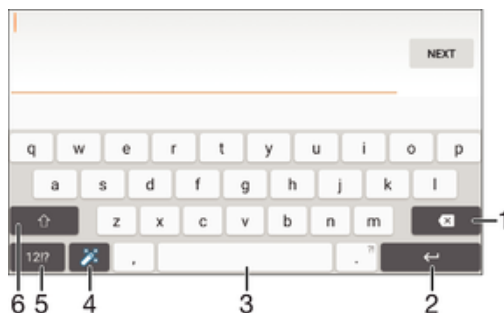 NEXT
q w e r t y u i o p
a s d f g h j k l
z x c v b n m 1
12!? , . ?!
6 5 4 3 2